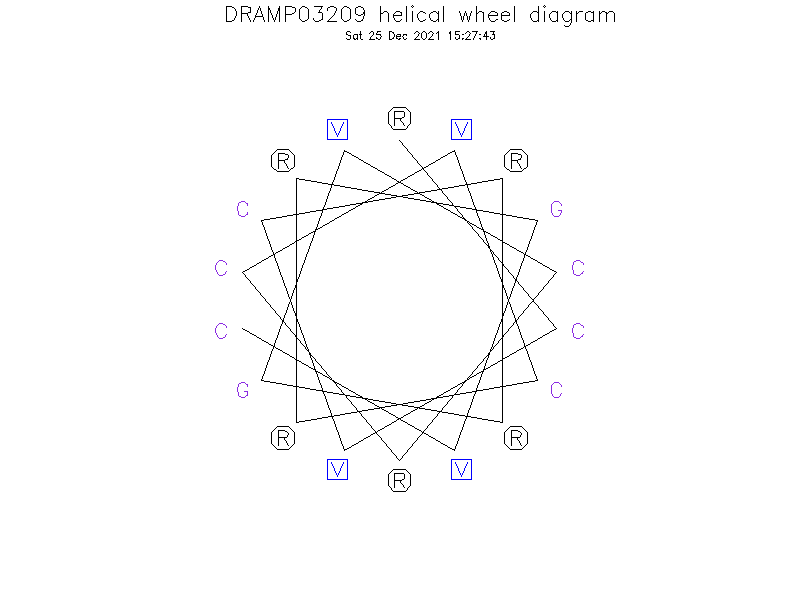 DRAMP03209 helical wheel diagram
Sat 25 Dec 2021 15:27:43
R
V V
R R
C G
C C
C C
G C
R R
V V
R